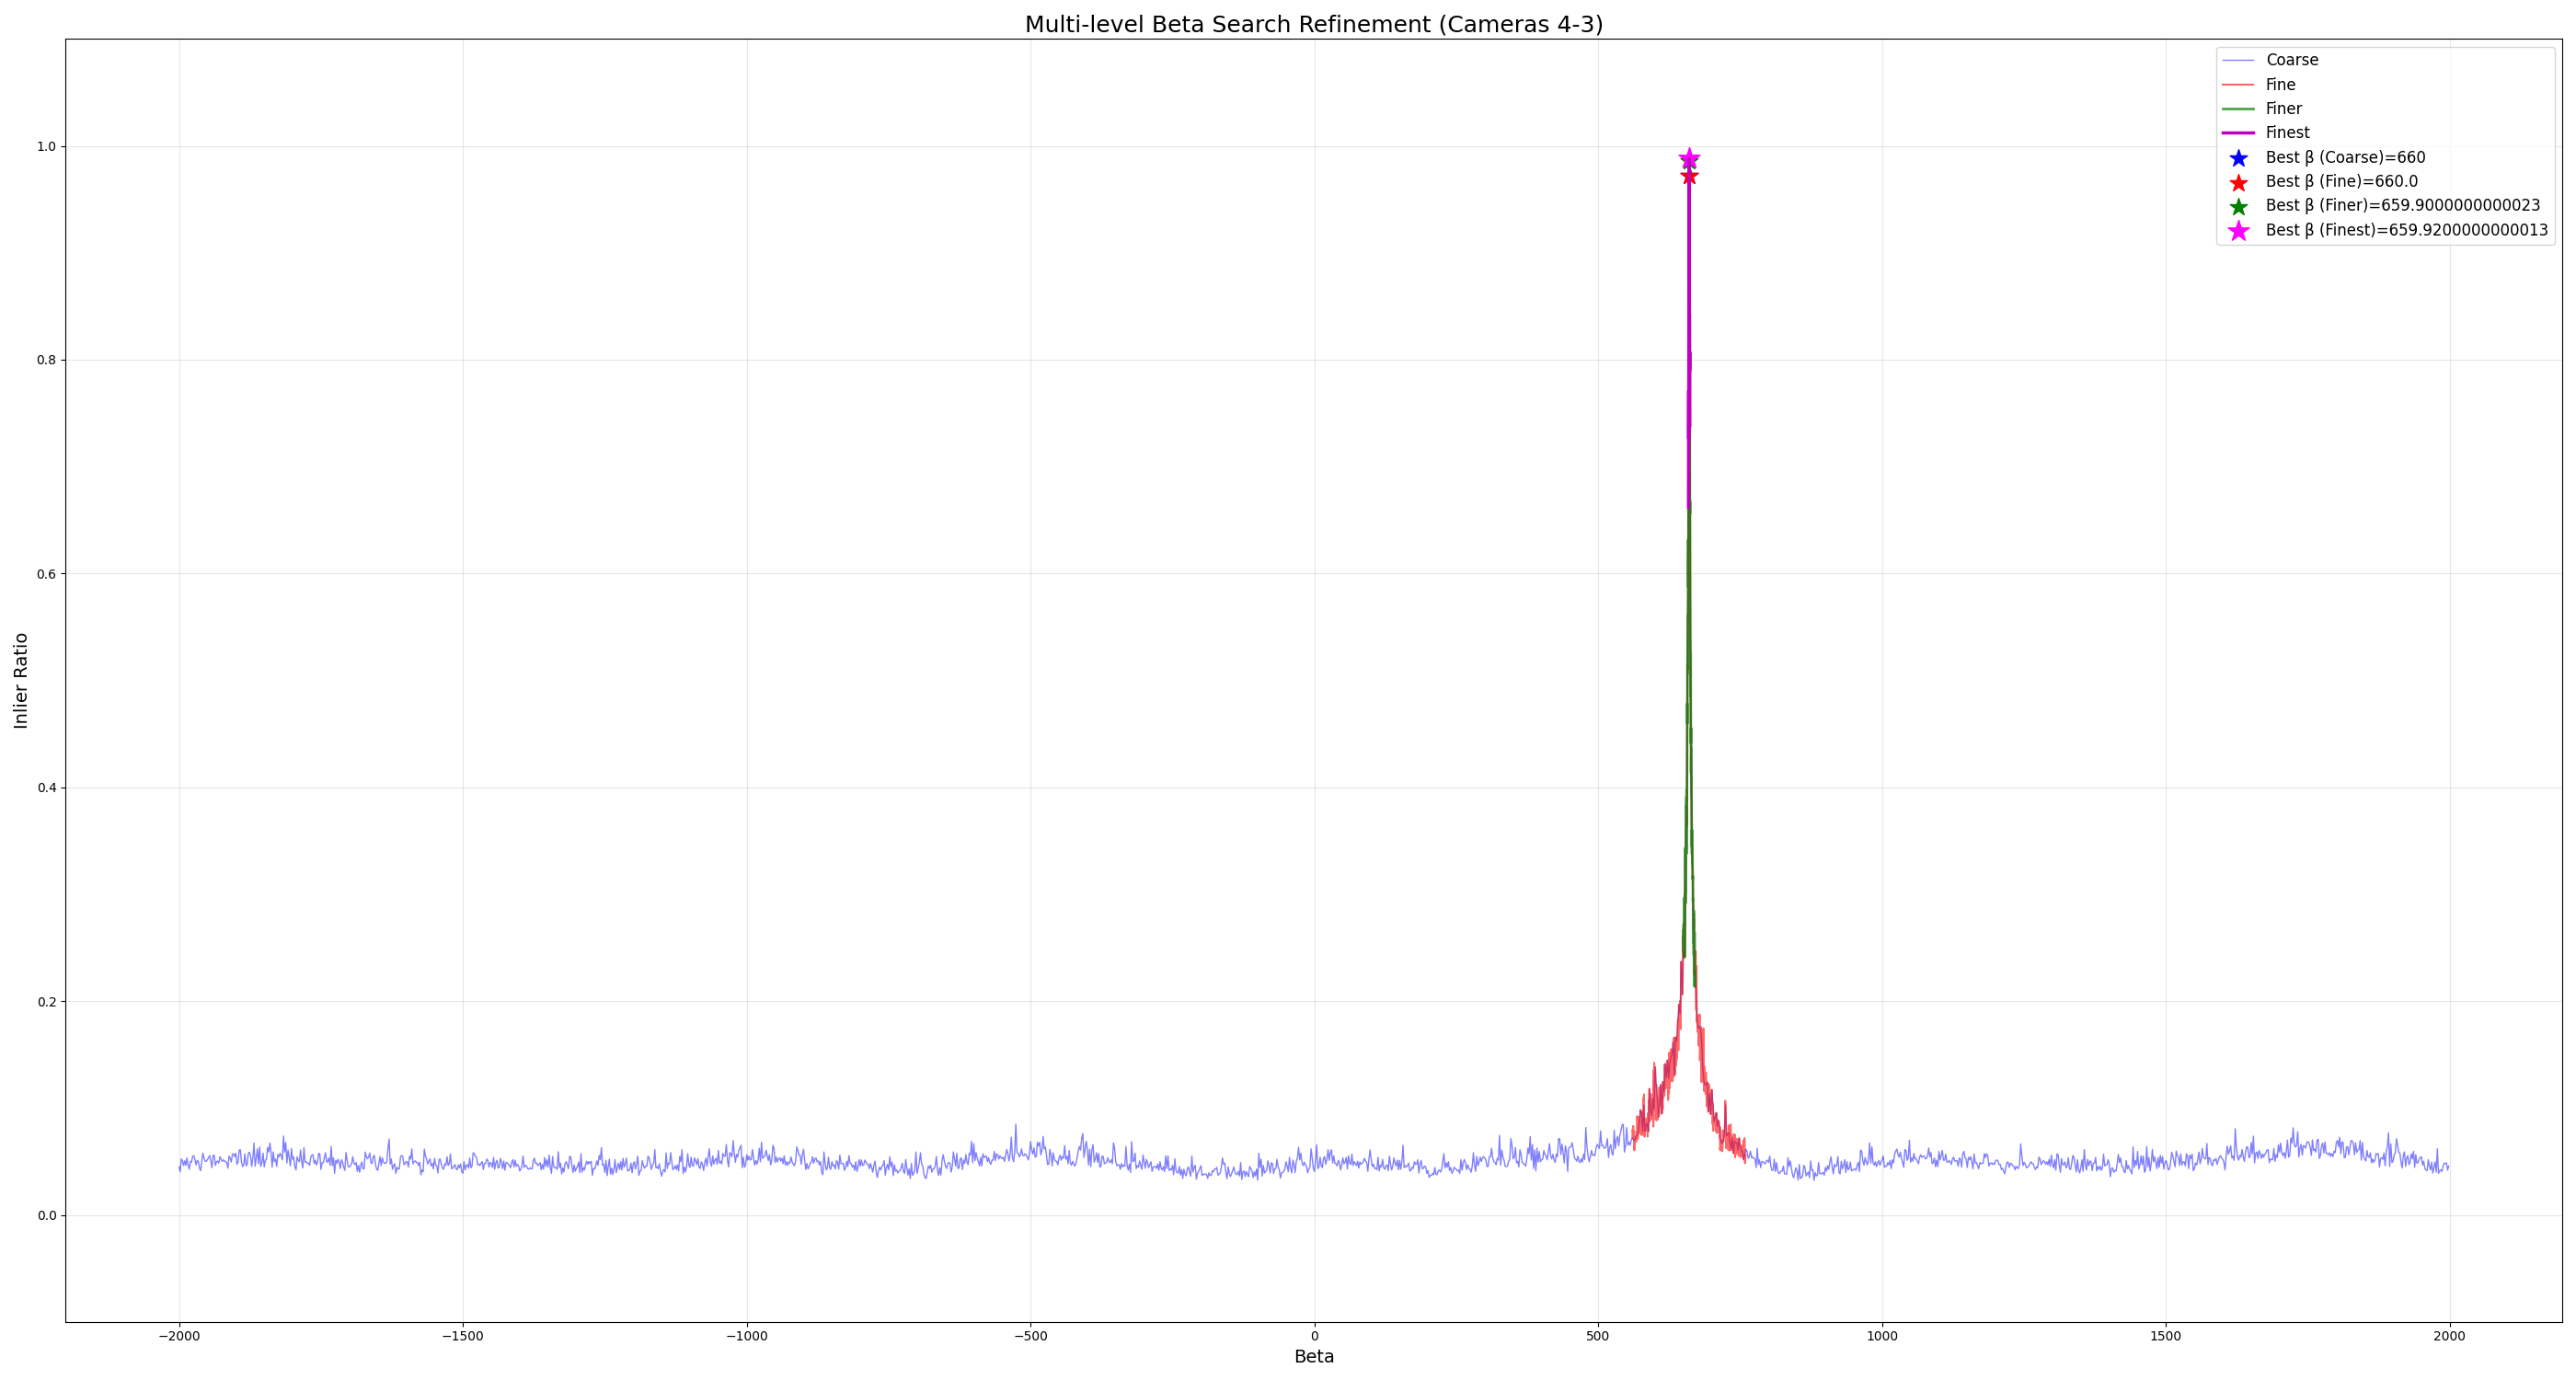 Multi-level Beta Search Refinement (Cameras 4-3)
Coarse
Fine
Finer
Finest
Best β (Coarse)=660
Best β (Fine)=660.0
Best β (Finer)=659.9000000000023
Best β (Finest)=659.9200000000013
1.0
0.8
0.6
0.4
0.2
0.0
Inlier Ratio
−2000 −1500 −1000 −500 0 500 1000 1500 2000
Beta